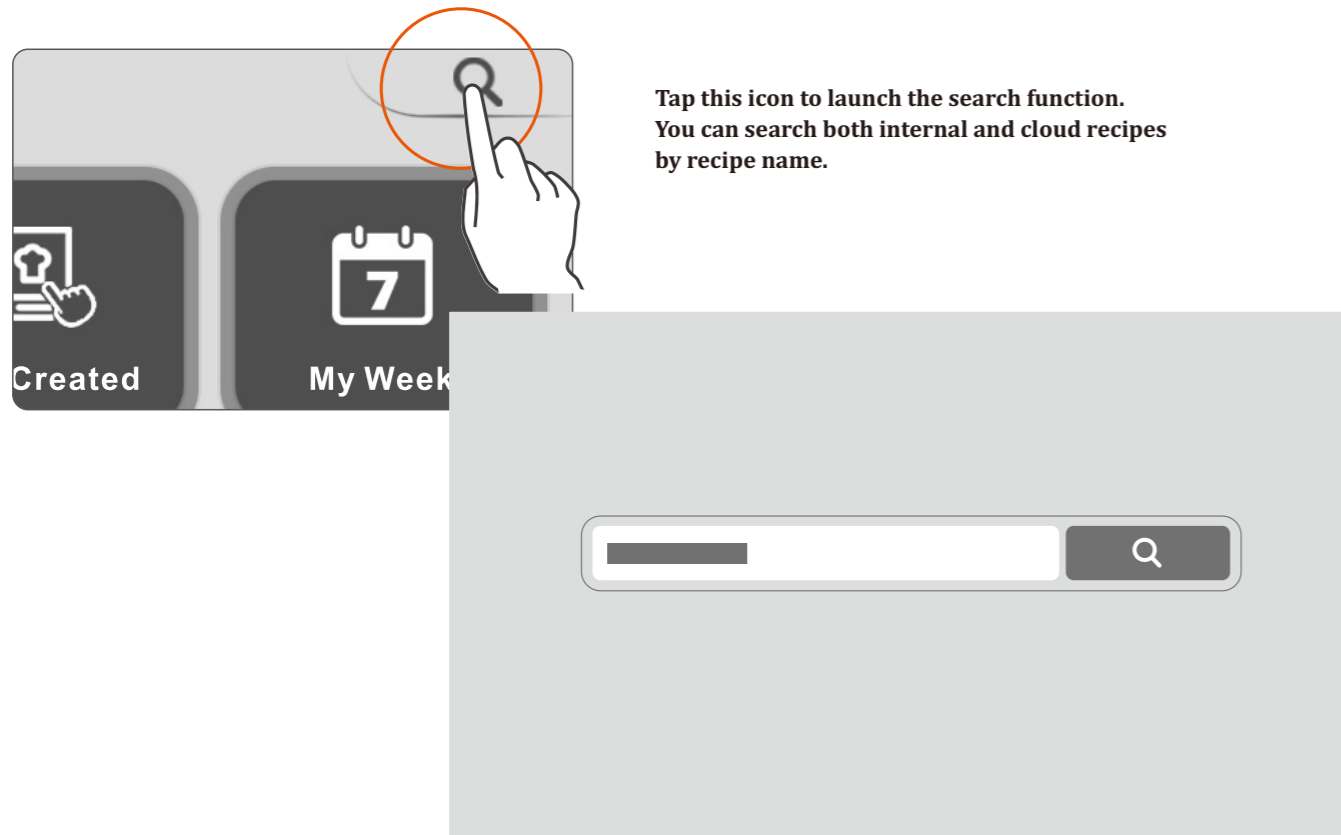 Tap this icon to launch the search function.
You can search both internal and cloud recipes
by recipe name.
7
Created
My Week